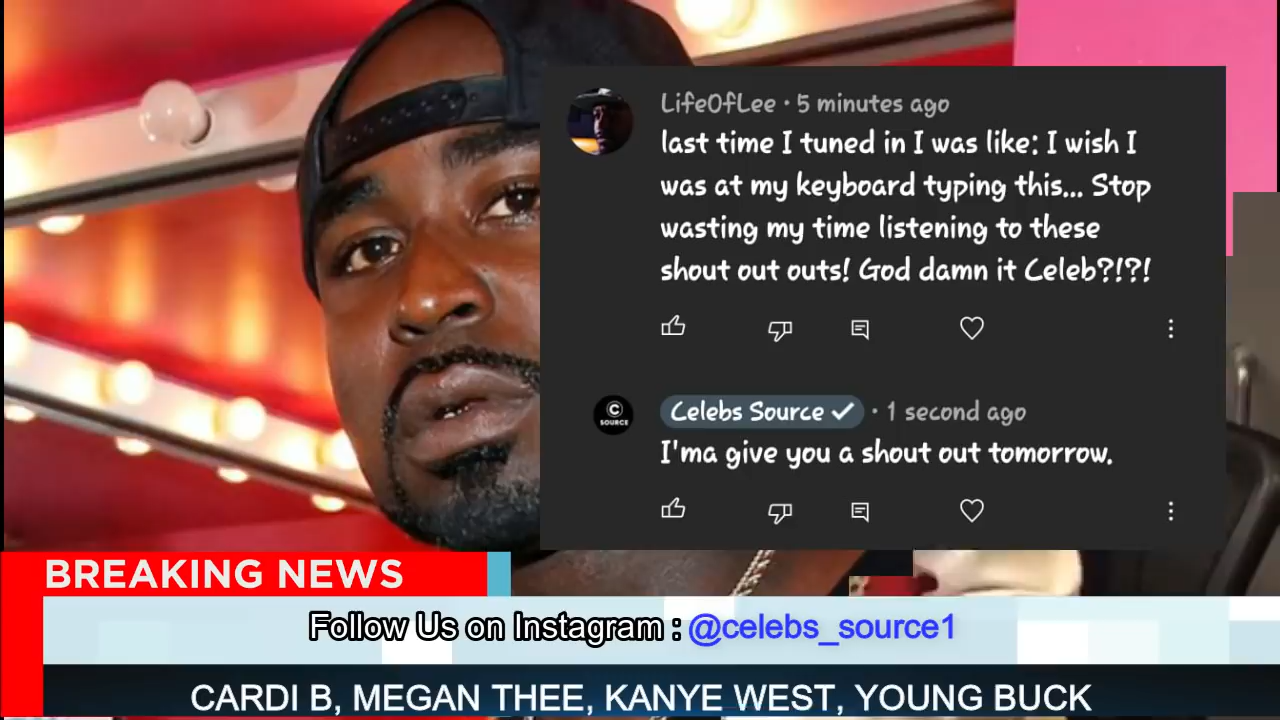 LifeOfLee · 5 minutes ago
last time I tuned in I was like: I wish I
was at my keyboard typing this... Stop
wasting my time listening to these
shout out outs! God damn it Celeb?!?!
C
SOURCE
Celebs Source ✓ · 1 second ago
I'ma give you a shout out tomorrow.
BREAKING NEWS
Follow Us on Instagram : @celebs_source1
CARDI B, MEGAN THEE, KANYE WEST, YOUNG BUCK